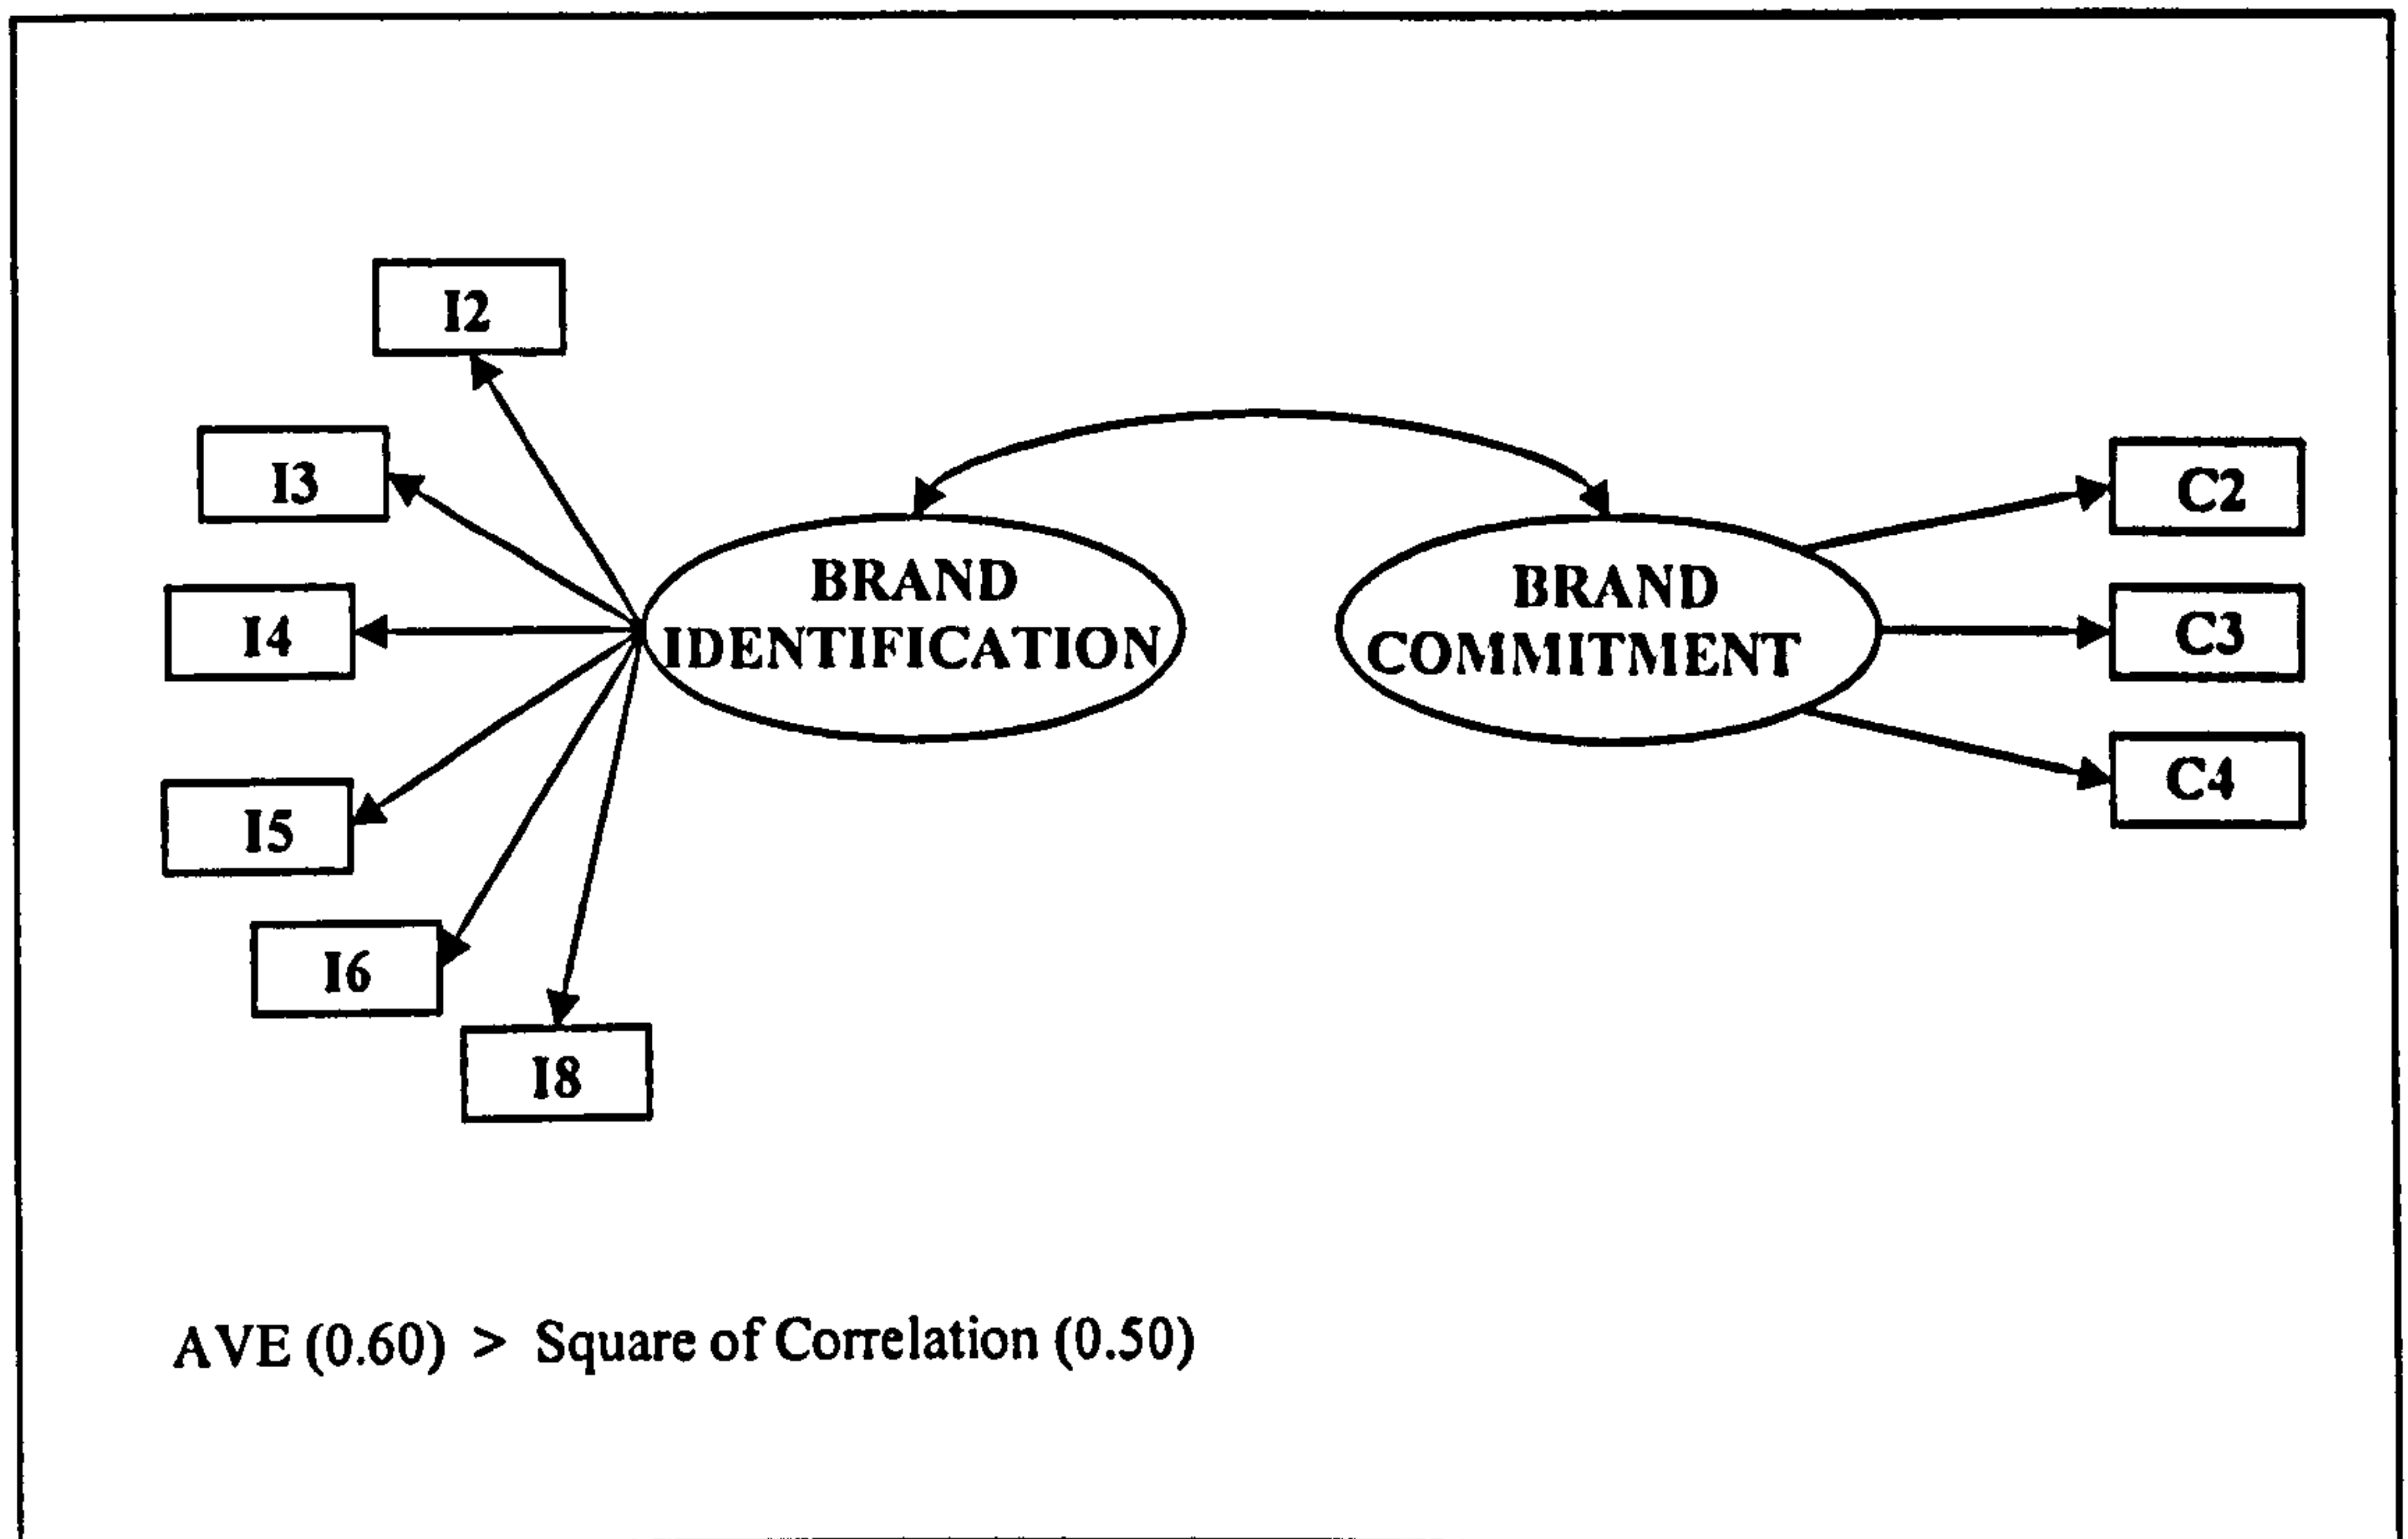 I2
I3
I4
I5
I6
I8
BRAND
IDENTIFICATION
BRAND
COMMITMENT
C2
C3
C4
AVE (0.60) > Square of Correlation (0.50)